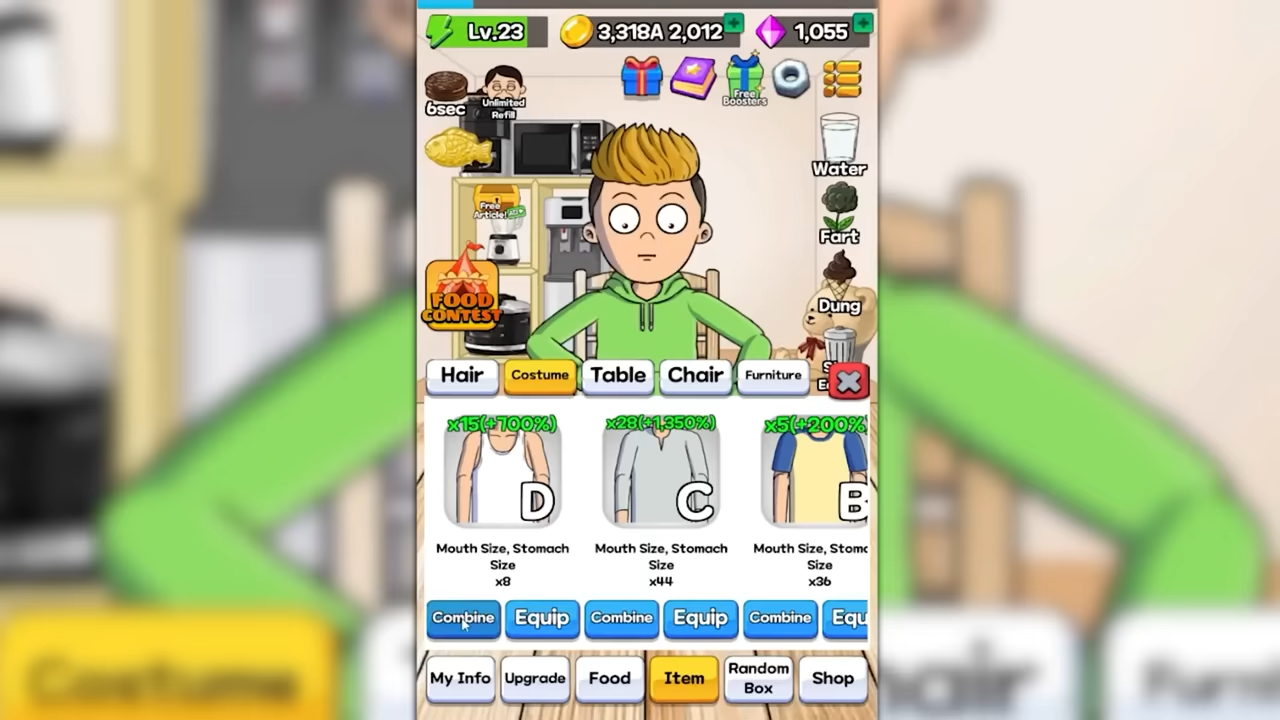 Lv.23
3,318A 2,012
1,055
6sec
Unlimited
Refill
Free
Boosters
Water
Free
Article!
AD
Fart
FOOD
CONTEST
Dung
Hair
Costume
Table
Chair
Furniture
x15(+700%)
x28(+1,350%)
x5(+200%
D
C
B
Mouth Size, Stomach
Size
x8
Mouth Size, Stomach
Size
x44
Mouth Size, Stoma
Size
x36
Combine
Equip
Combine
Equip
Combine
Equ
My Info
Upgrade
Food
Item
Random
Box
Shop
Costume